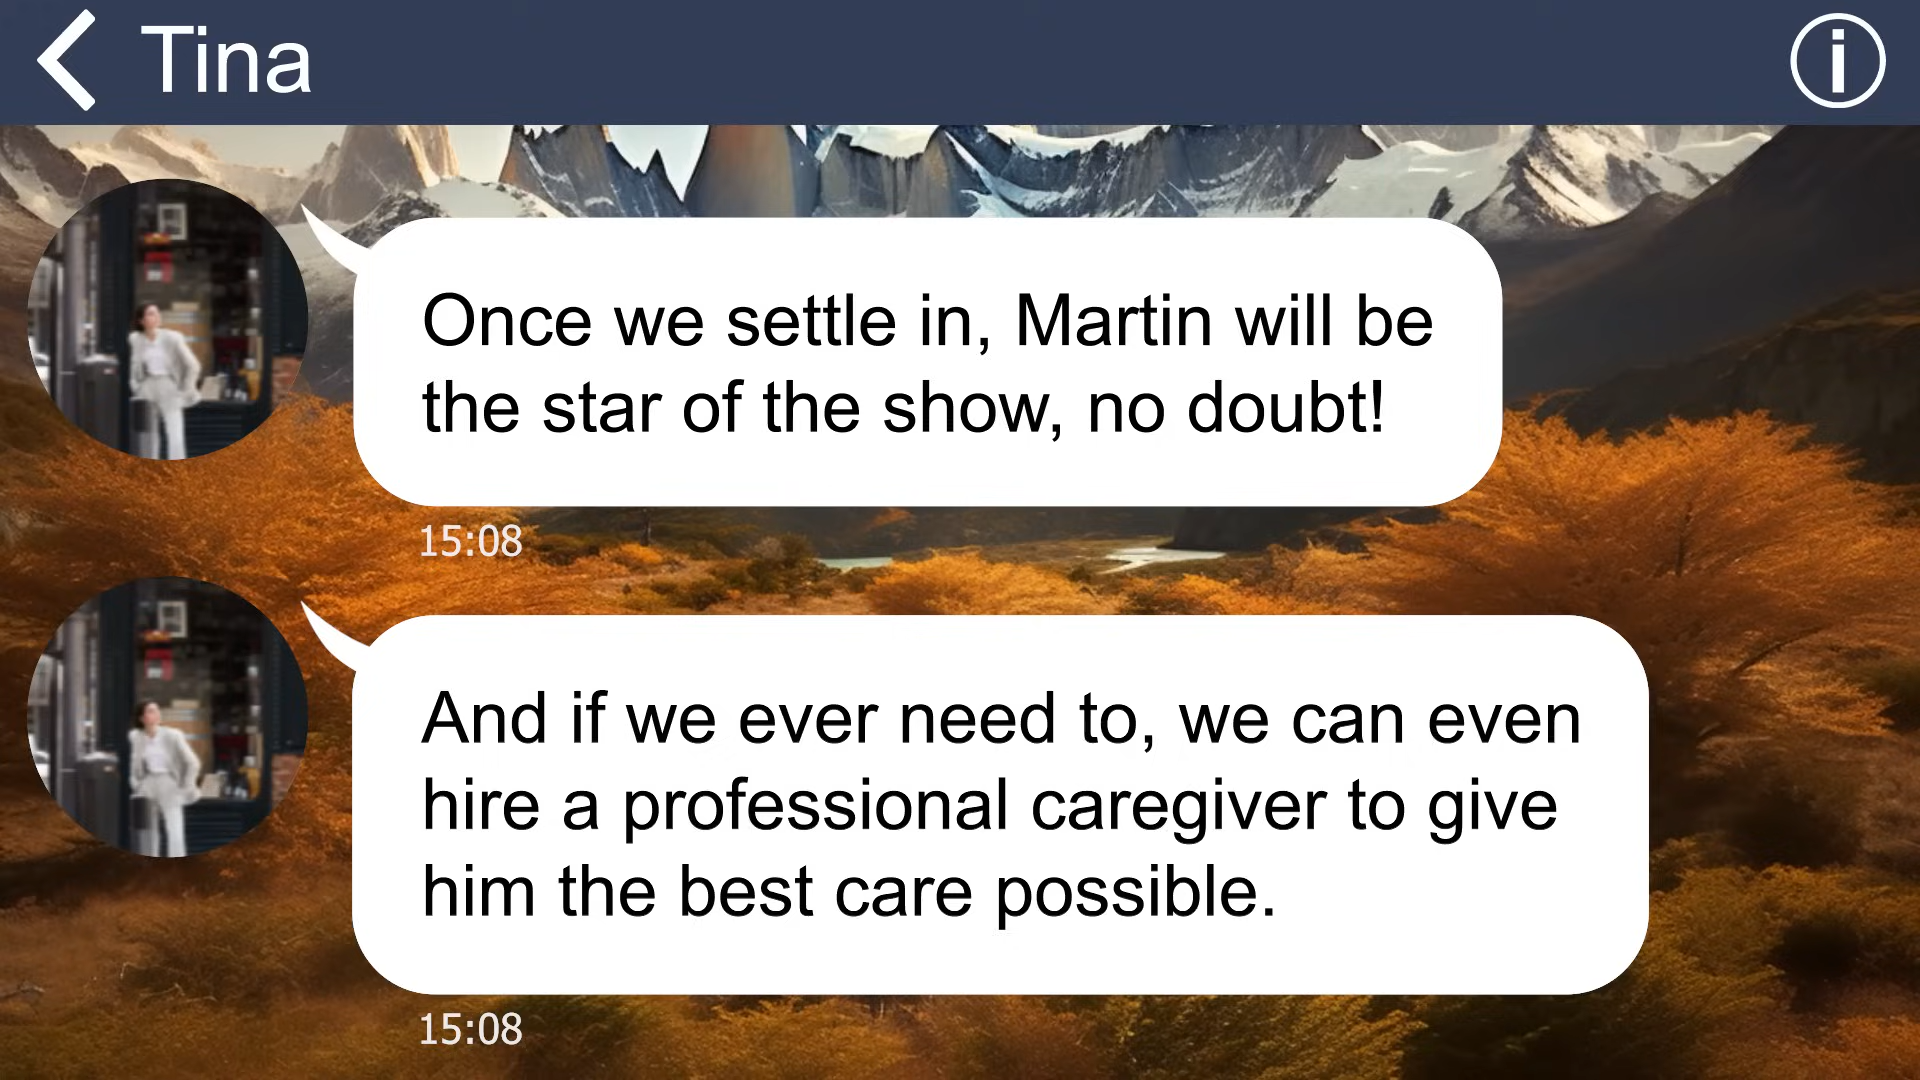 Tina
Once we settle in, Martin will be
the star of the show, no doubt!
15:08
And if we ever need to, we can even
hire a professional caregiver to give
him the best care possible.
15:08